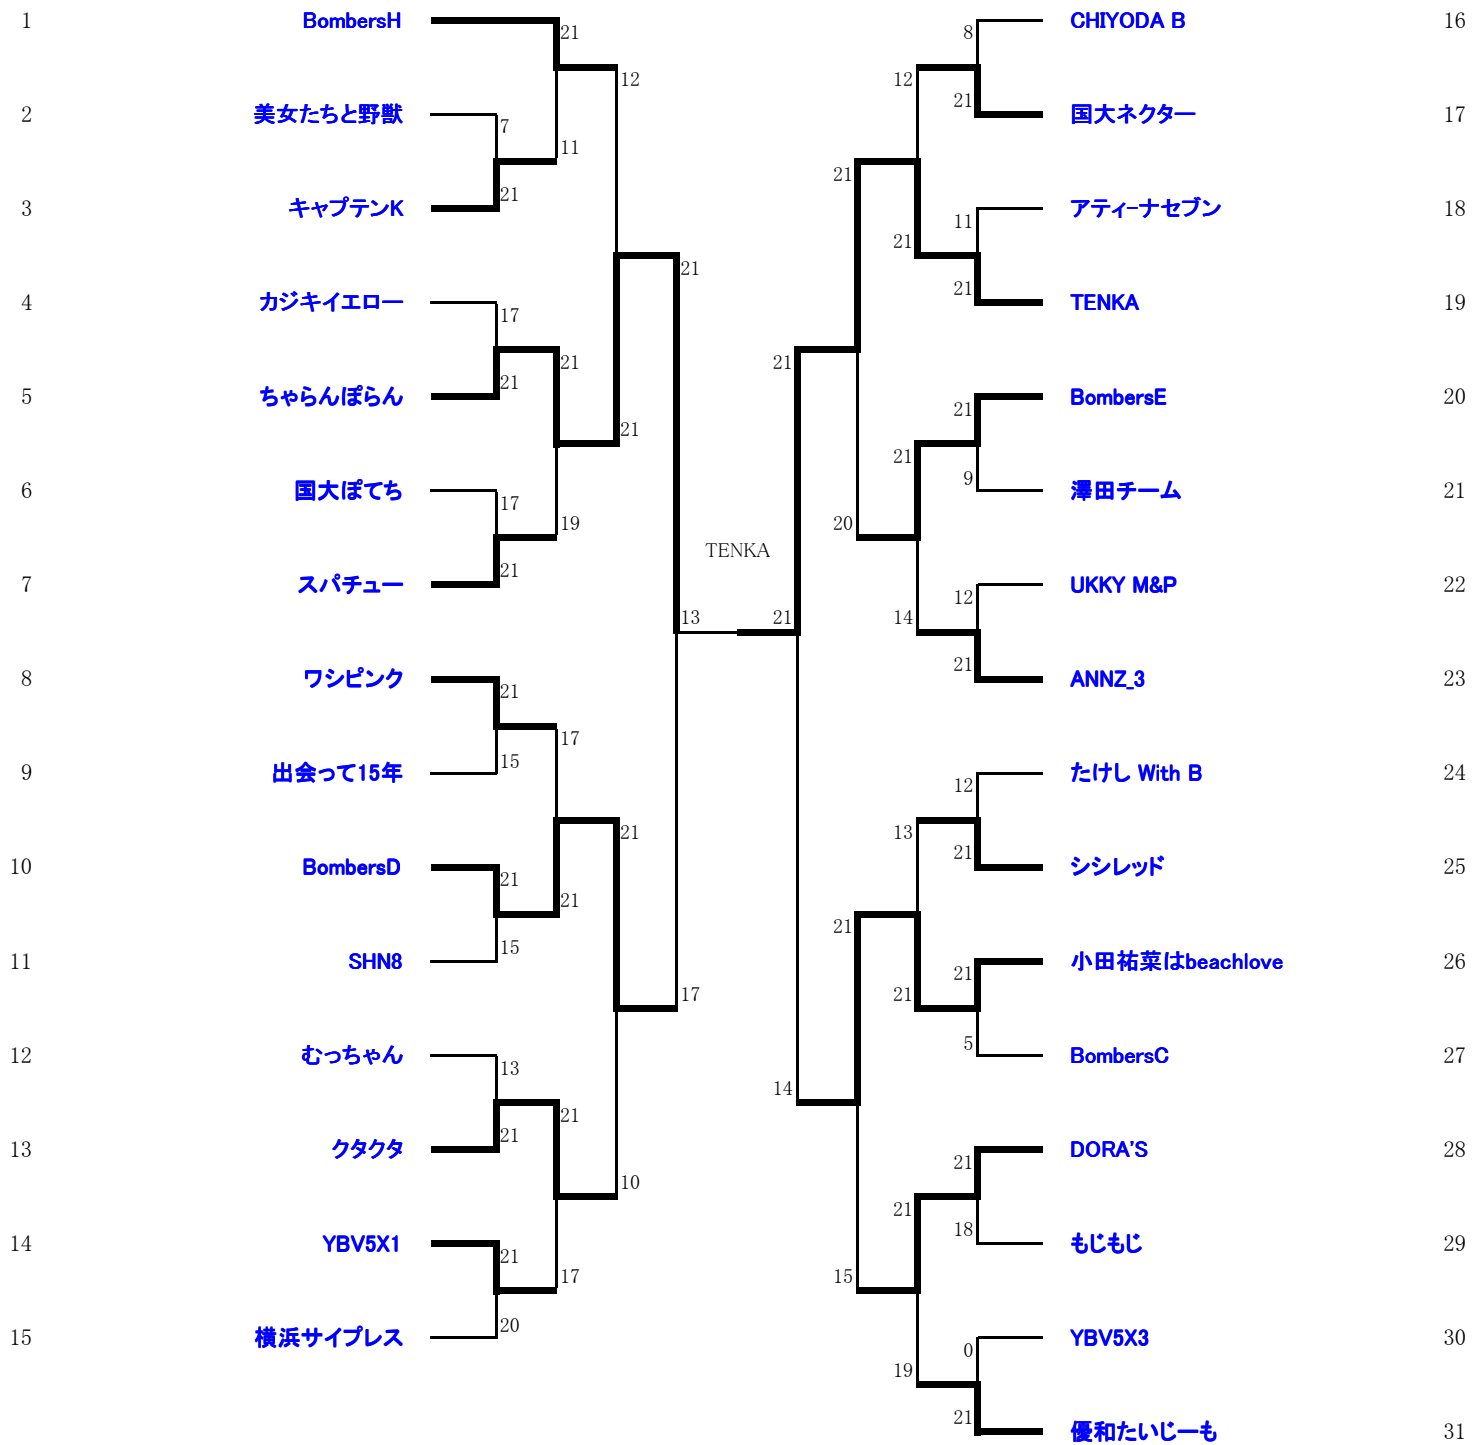 1 BombersH 21 8 CHIYODA B 16
12 12
2 美女たちと野獣 7 21 国大ネクター 17
11
3 キャプテンK 21 21 11 アティーナセブン 18
21
21
4 カジキイエロー 17 21 TENKA 19
21 21
5 ちゃらんぽらん 21 21 BombersE 20
21 21
6 国大ぽてち 17 9 澤田チーム 21
19 20
TENKA
7 スパチュー 21 12 UKKY M&P 22
13 21 14
8 ワシピンク 21 21 ANNZ_3 23
17
9 出会って15年 15 12 たけし With B 24
21 13
10 BombersD 21 21 シシレッド 25
21 21
11 SHN8 15 21 小田祐菜はbeachlove 26
17 21
12 むっちゃん 13 5 BombersC 27
21 14
13 クタクタ 21 21 DORA'S 28
10 21
14 YBV5X1 21 18 もじもじ 29
17 15
15 横浜サイプレス 20 0 YBV5X3 30
19
21 優和たいじーも 31